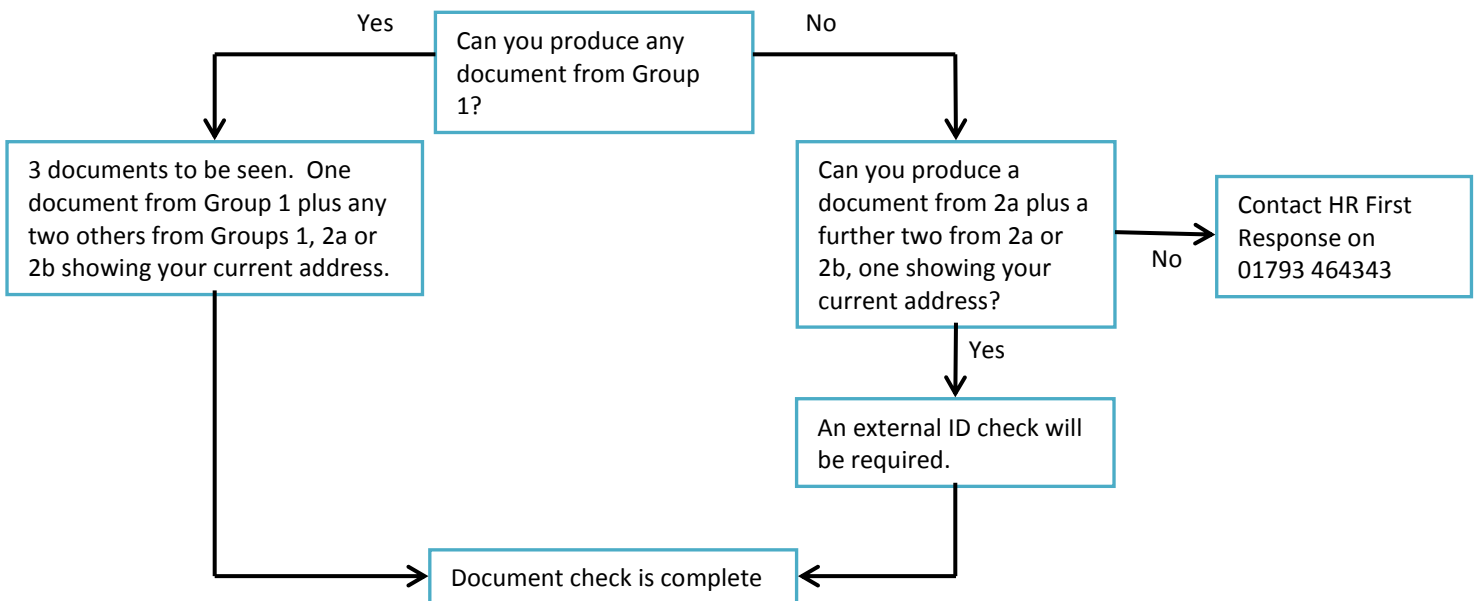 Yes
Can you produce any
document from Group
1?
No
3 documents to be seen.  One
document from Group 1 plus any
two others from Groups 1, 2a or
2b showing your current address.
Can you produce a
document from 2a plus a
further two from 2a or
2b, one showing your
current address?
No
Contact HR First
Response on
01793 464343
Yes
An external ID check will
be required.
Document check is complete